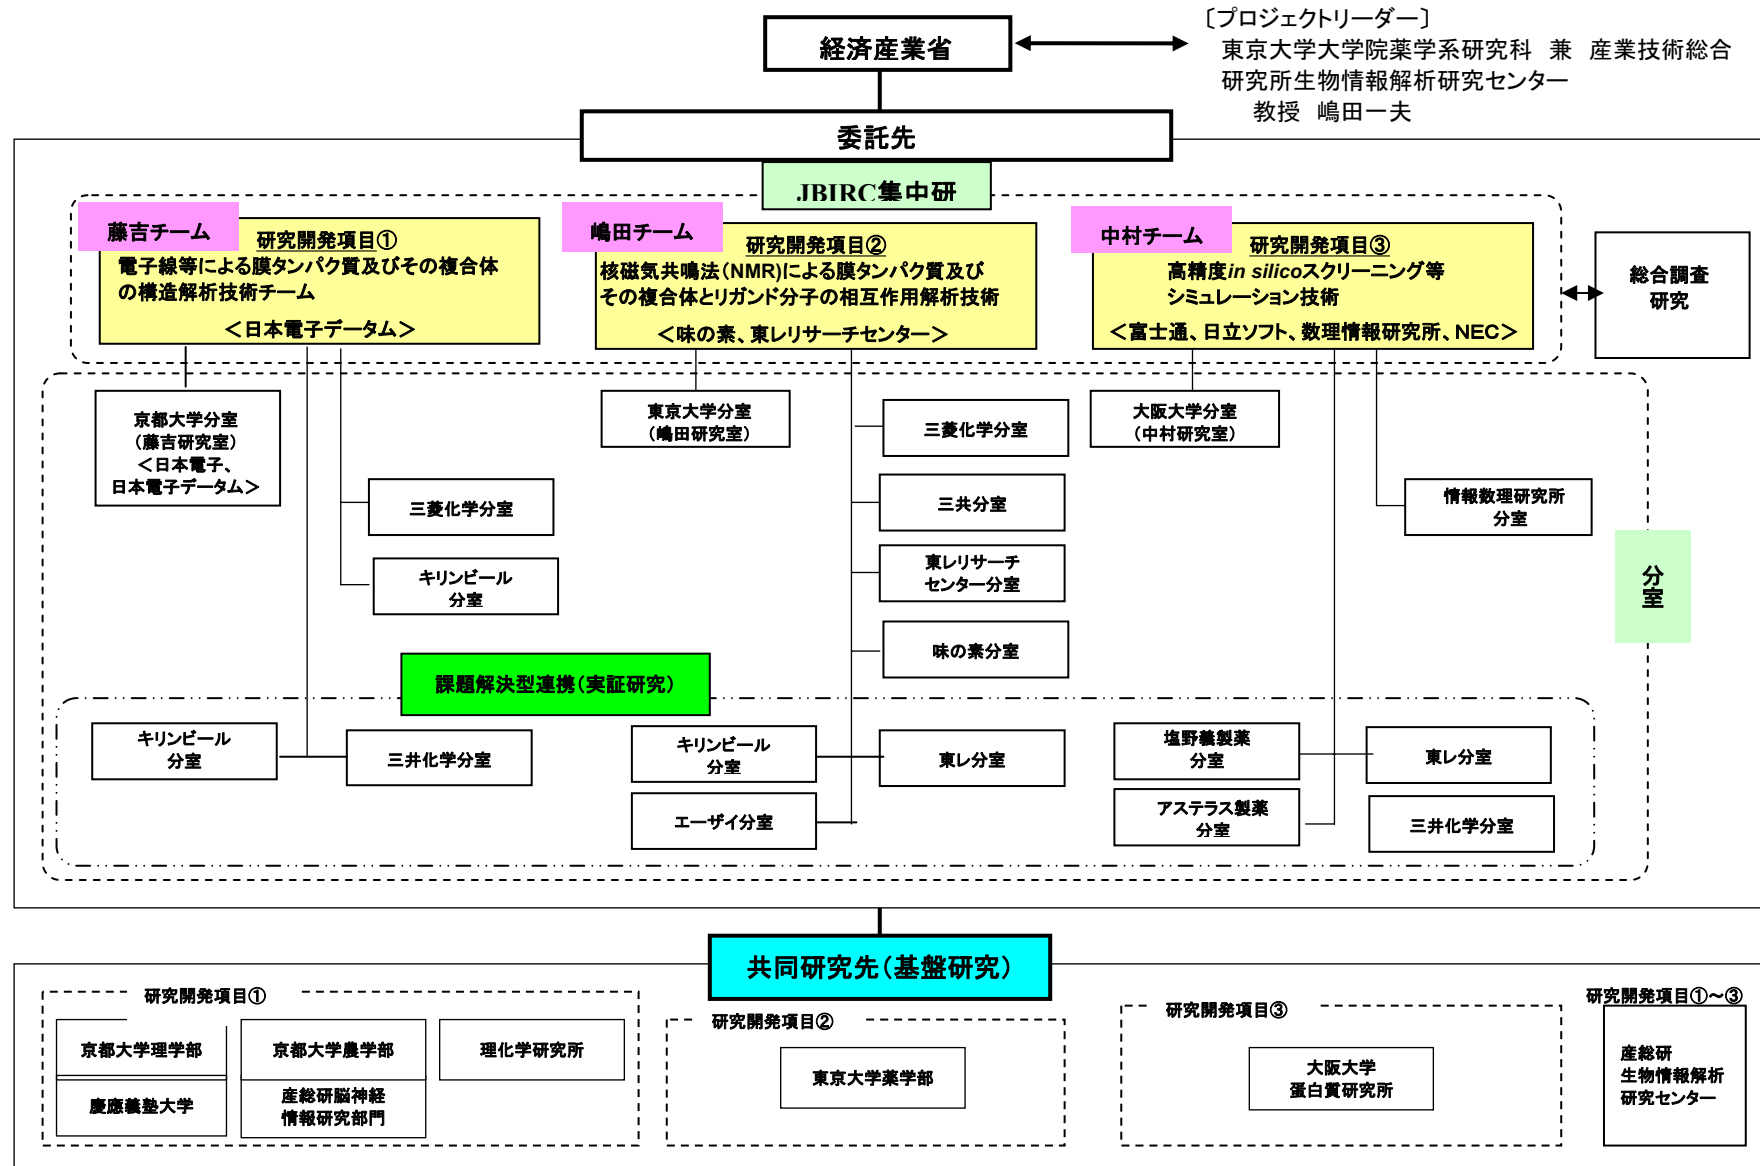 経済産業省
〔プロジェクトリーダー〕
東京大学大学院薬学系研究科 兼 産業技術総合
研究所生物情報解析研究センター
教授 嶋田一夫
委託先
JBIRC集中研
藤吉チーム
研究開発項目①
電子線等による膜タンパク質及びその複合体
の構造解析技術チーム
＜日本電子データム＞
嶋田チーム
研究開発項目②
核磁気共鳴法(NMR)による膜タンパク質及び
その複合体とリガンド分子の相互作用解析技術
＜味の素、東レリサーチセンター＞
中村チーム
研究開発項目③
高精度in silicoスクリーニング等
シミュレーション技術
＜富士通、日立ソフト、数理情報研究所、NEC＞
総合調査
研究
京都大学分室
(藤吉研究室)
＜日本電子、
日本電子データム＞
三菱化学分室
キリンビール
分室
東京大学分室
(嶋田研究室)
三菱化学分室
三共分室
東レリサーチ
センター分室
味の素分室
大阪大学分室
(中村研究室)
情報数理研究所
分室
分室
課題解決型連携(実証研究)
キリンビール
分室
三井化学分室
キリンビール
分室
東レ分室
エーザイ分室
塩野義製薬
分室
東レ分室
アステラス製薬
分室
三井化学分室
共同研究先(基盤研究)
研究開発項目①
京都大学理学部
京都大学農学部
理化学研究所
慶應義塾大学
産総研脳神経
情報研究部門
研究開発項目②
東京大学薬学部
研究開発項目③
大阪大学
蛋白質研究所
研究開発項目①～③
産総研
生物情報解析
研究センター